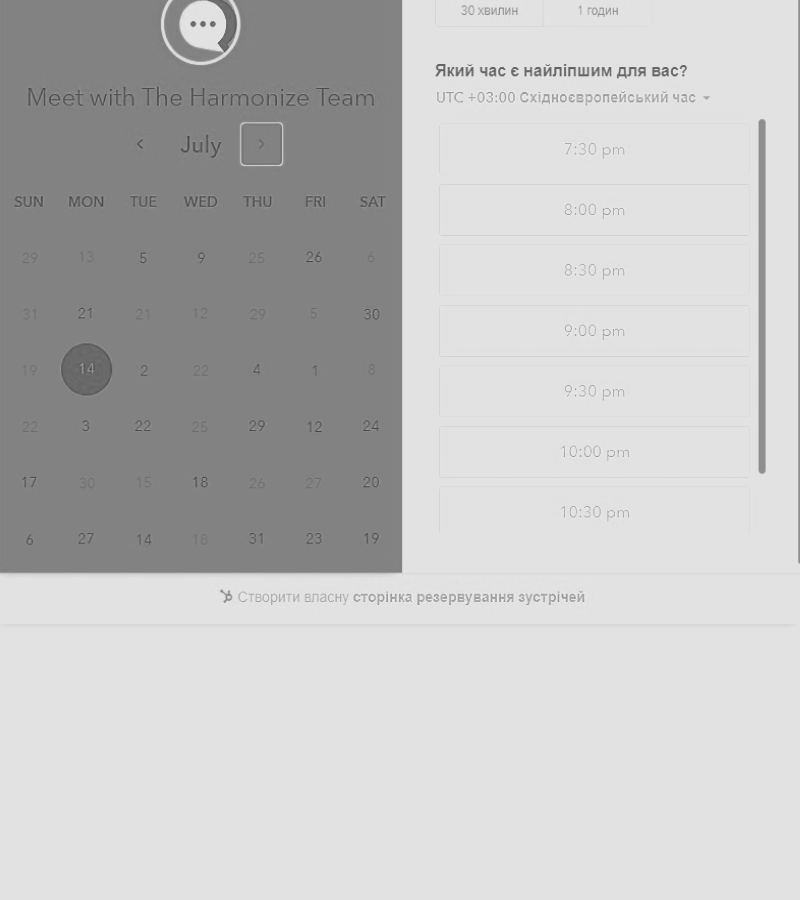 30 хвилин 1 годин
Meet with The Harmonize Team
July
SUN MON TUE WED THU FRI SAT
29 13 5 9 25 26 6
31 21 21 12 29 5 30
19 14 2 22 4 1 8
22 3 22 25 29 12 24
17 30 15 18 26 27 20
6 27 14 18 31 23 19
Який час є найліпшим для вас?
UTC +03:00 Східноєвропейський час
7:30 pm
8:00 pm
8:30 pm
9:00 pm
9:30 pm
10:00 pm
10:30 pm
Створити власну сторінка резервування зустрічей